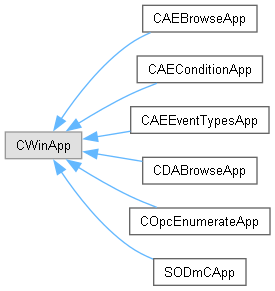 CAEBrowseApp
CAEConditionApp
CAEEventTypesApp
CWinApp
CDABrowseApp
COpcEnumerateApp
SODmCApp